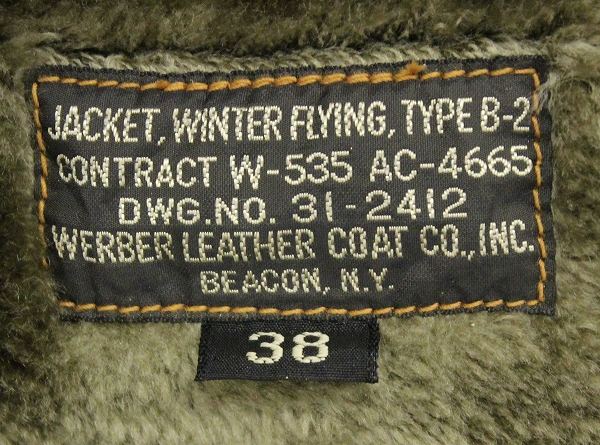 JACKET, WINTER FLYING, TYPE B-2
CONTRACT W-535 AC-4665
DWG.NO. 31-2412
WERBER LEATHER COAT CO., INC.
BEACON, N.Y.
38